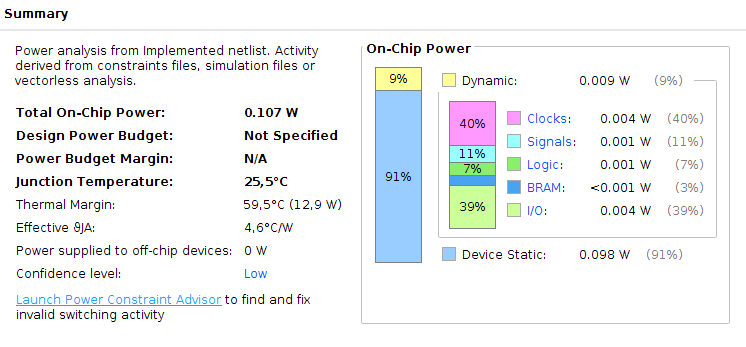 Summary
Power analysis from Implemented netlist. Activity
derived from constraints files, simulation files or
vectorless analysis.
Total On-Chip Power: 0.107 W
Design Power Budget: Not Specified
Power Budget Margin: N/A
Junction Temperature: 25,5°C
Thermal Margin: 59,5°C (12,9 W)
Effective ϑJA: 4,6°C/W
Power supplied to off-chip devices: 0 W
Confidence level: Low
Launch Power Constraint Advisor to find and fix
invalid switching activity
On-Chip Power
9%
91%
Dynamic: 0.009 W (9%)
40%
11%
7%
39%
Clocks: 0.004 W (40%)
Signals: 0.001 W (11%)
Logic: 0.001 W (7%)
BRAM: <0.001 W (3%)
I/O: 0.004 W (39%)
Device Static: 0.098 W (91%)